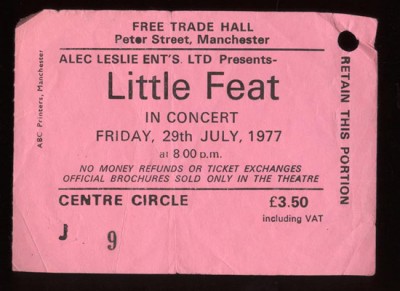 FREE TRADE HALL
Peter Street, Manchester
ALEC LESLIE ENT'S. LTD Presents-
Little Feat
IN CONCERT
FRIDAY, 29th JULY, 1977
at 8 00 p.m.
NO MONEY REFUNDS OR TICKET EXCHANGES
OFFICIAL BROCHURES SOLD ONLY IN THE THEATRE
CENTRE CIRCLE
£3.50
including VAT
J 9
ABC Printers, Manchester
RETAIN THIS PORTION